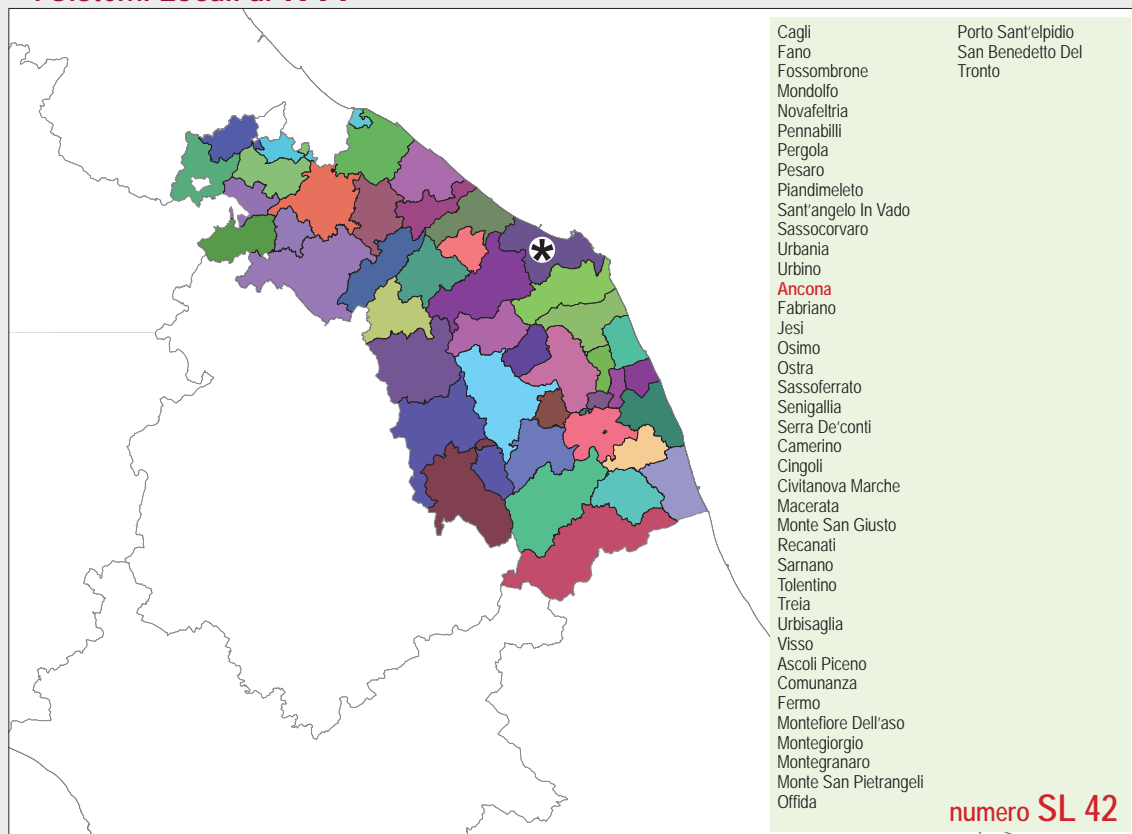 Cagli
Fano
Fossombrone
Mondolfo
Novafeltria
Pennabilli
Pergola
Pesaro
Piandimeleto
Sant'angelo In Vado
Sassocorvaro
Urbania
Urbino
Ancona
Fabriano
Jesi
Osimo
Ostra
Sassoferrato
Senigallia
Serra De'conti
Camerino
Cingoli
Civitanova Marche
Macerata
Monte San Giusto
Recanati
Sarnano
Tolentino
Treia
Urbisaglia
Visso
Ascoli Piceno
Comunanza
Fermo
Montefiore Dell'aso
Montegiorgio
Montegranaro
Monte San Pietrangeli
Offida
Porto Sant'elpidio
San Benedetto Del
Tronto
numero SL 42